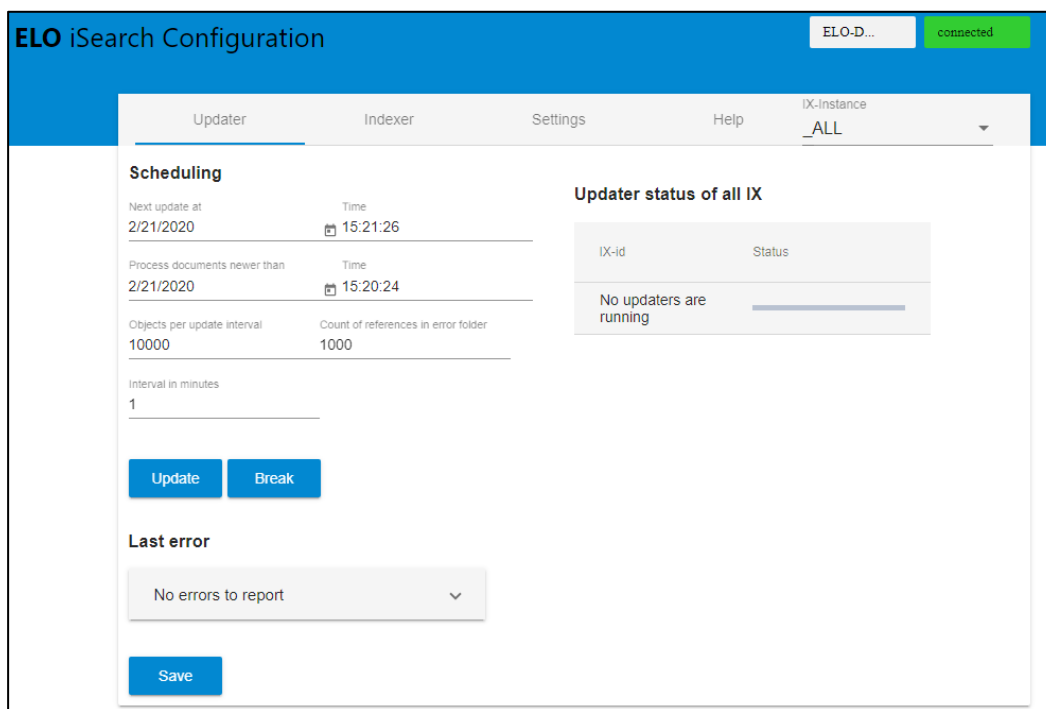 ELO iSearch Configuration
ELO-D...
connected
Updater
Indexer
Settings
Help
IX-Instance
_ALL
Scheduling
Next update at
Time
2/21/2020
15:21:26
Process documents newer than
Time
2/21/2020
15:20:24
Objects per update interval
Count of references in error folder
10000
1000
Interval in minutes
1
Update
Break
Last error
No errors to report
Save
Updater status of all IX
IX-id
Status
No updaters are
running